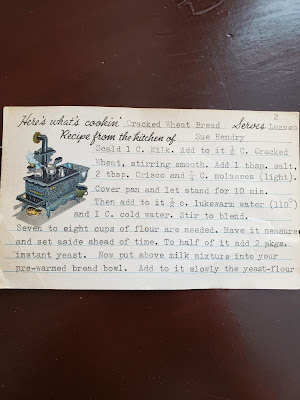 2
Here's what's cookin' Cracked Wheat Bread Serves Loaves
Recipe from the kitchen of Sue Hendry
Scald 1 C. Milk. Add to it ½ C. Cracked
Wheat, stirring smooth. Add 1 tbsp. salt,
2 tbsp. Crisco and ¼ C. Molasses (light).
Cover pan and let stand for 10 min.
Then add to it ½ c. lukewarm water (110°)
and 1 C. cold water. Stir to blend.
Seven to eight cups of flour are needed. Have it measure
and set aside ahead of time. To half of it add 2 pkgs.
instant yeast. Now put above milk mixture into your
pre-warmed bread bowl. Add to it slowly the yeast-flour